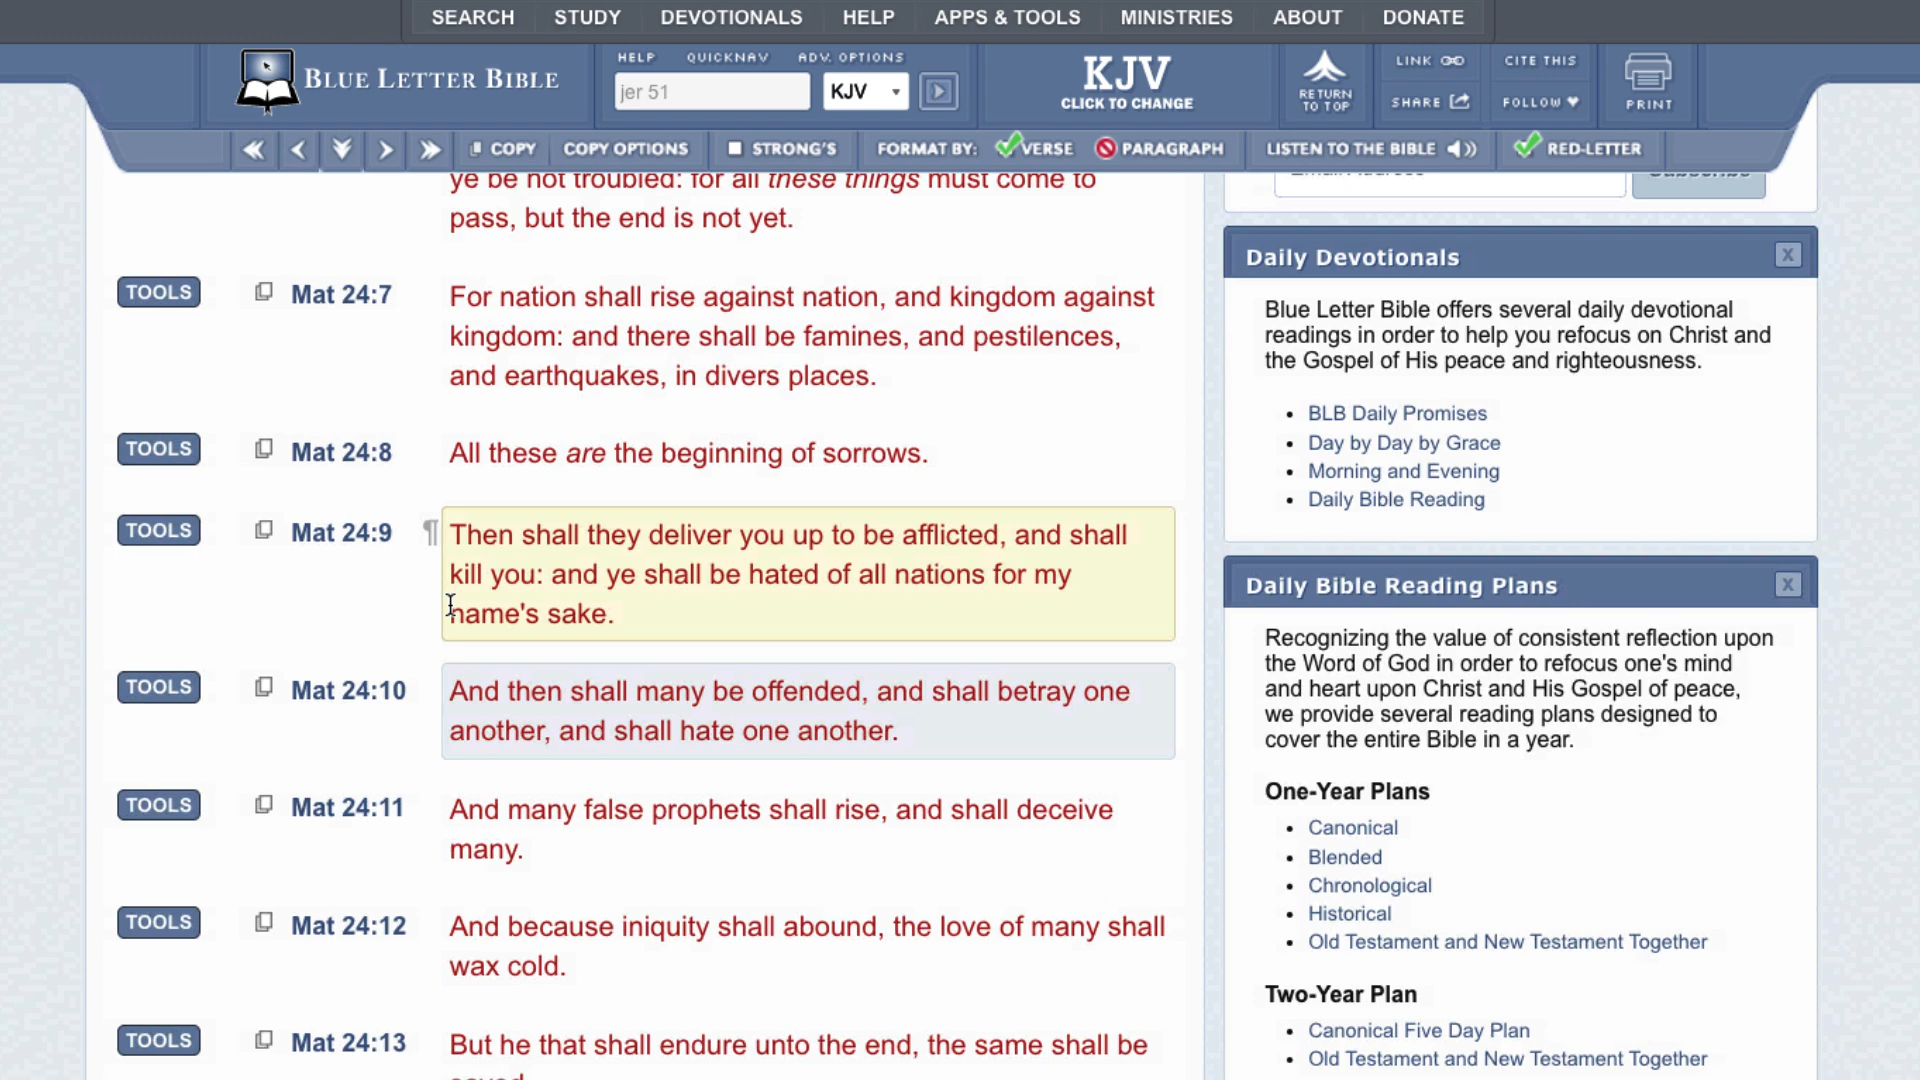 SEARCH STUDY DEVOTIONALS HELP APPS & TOOLS MINISTRIES ABOUT DONATE
BLUE LETTER BIBLE
HELP QUICKNAV ADV. OPTIONS
jer 51 KJV
KJV
CLICK TO CHANGE
RETURN
TO TOP
LINK
SHARE
CITE THIS
FOLLOW
PRINT
COPY COPY OPTIONS STRONG'S FORMAT BY: VERSE PARAGRAPH LISTEN TO THE BIBLE RED-LETTER
ye be not troubled: for all these things must come to
pass, but the end is not yet.
TOOLS Mat 24:7 For nation shall rise against nation, and kingdom against
kingdom: and there shall be famines, and pestilences,
and earthquakes, in divers places.
TOOLS Mat 24:8 All these are the beginning of sorrows.
TOOLS Mat 24:9 ¶ Then shall they deliver you up to be afflicted, and shall
kill you: and ye shall be hated of all nations for my
name's sake.
TOOLS Mat 24:10 And then shall many be offended, and shall betray one
another, and shall hate one another.
TOOLS Mat 24:11 And many false prophets shall rise, and shall deceive
many.
TOOLS Mat 24:12 And because iniquity shall abound, the love of many shall
wax cold.
TOOLS Mat 24:13 But he that shall endure unto the end, the same shall be
Daily Devotionals X
Blue Letter Bible offers several daily devotional
readings in order to help you refocus on Christ and
the Gospel of His peace and righteousness.
• BLB Daily Promises
• Day by Day by Grace
• Morning and Evening
• Daily Bible Reading
Daily Bible Reading Plans X
Recognizing the value of consistent reflection upon
the Word of God in order to refocus one's mind
and heart upon Christ and His Gospel of peace,
we provide several reading plans designed to
cover the entire Bible in a year.
One-Year Plans
• Canonical
• Blended
• Chronological
• Historical
• Old Testament and New Testament Together
Two-Year Plan
• Canonical Five Day Plan
• Old Testament and New Testament Together